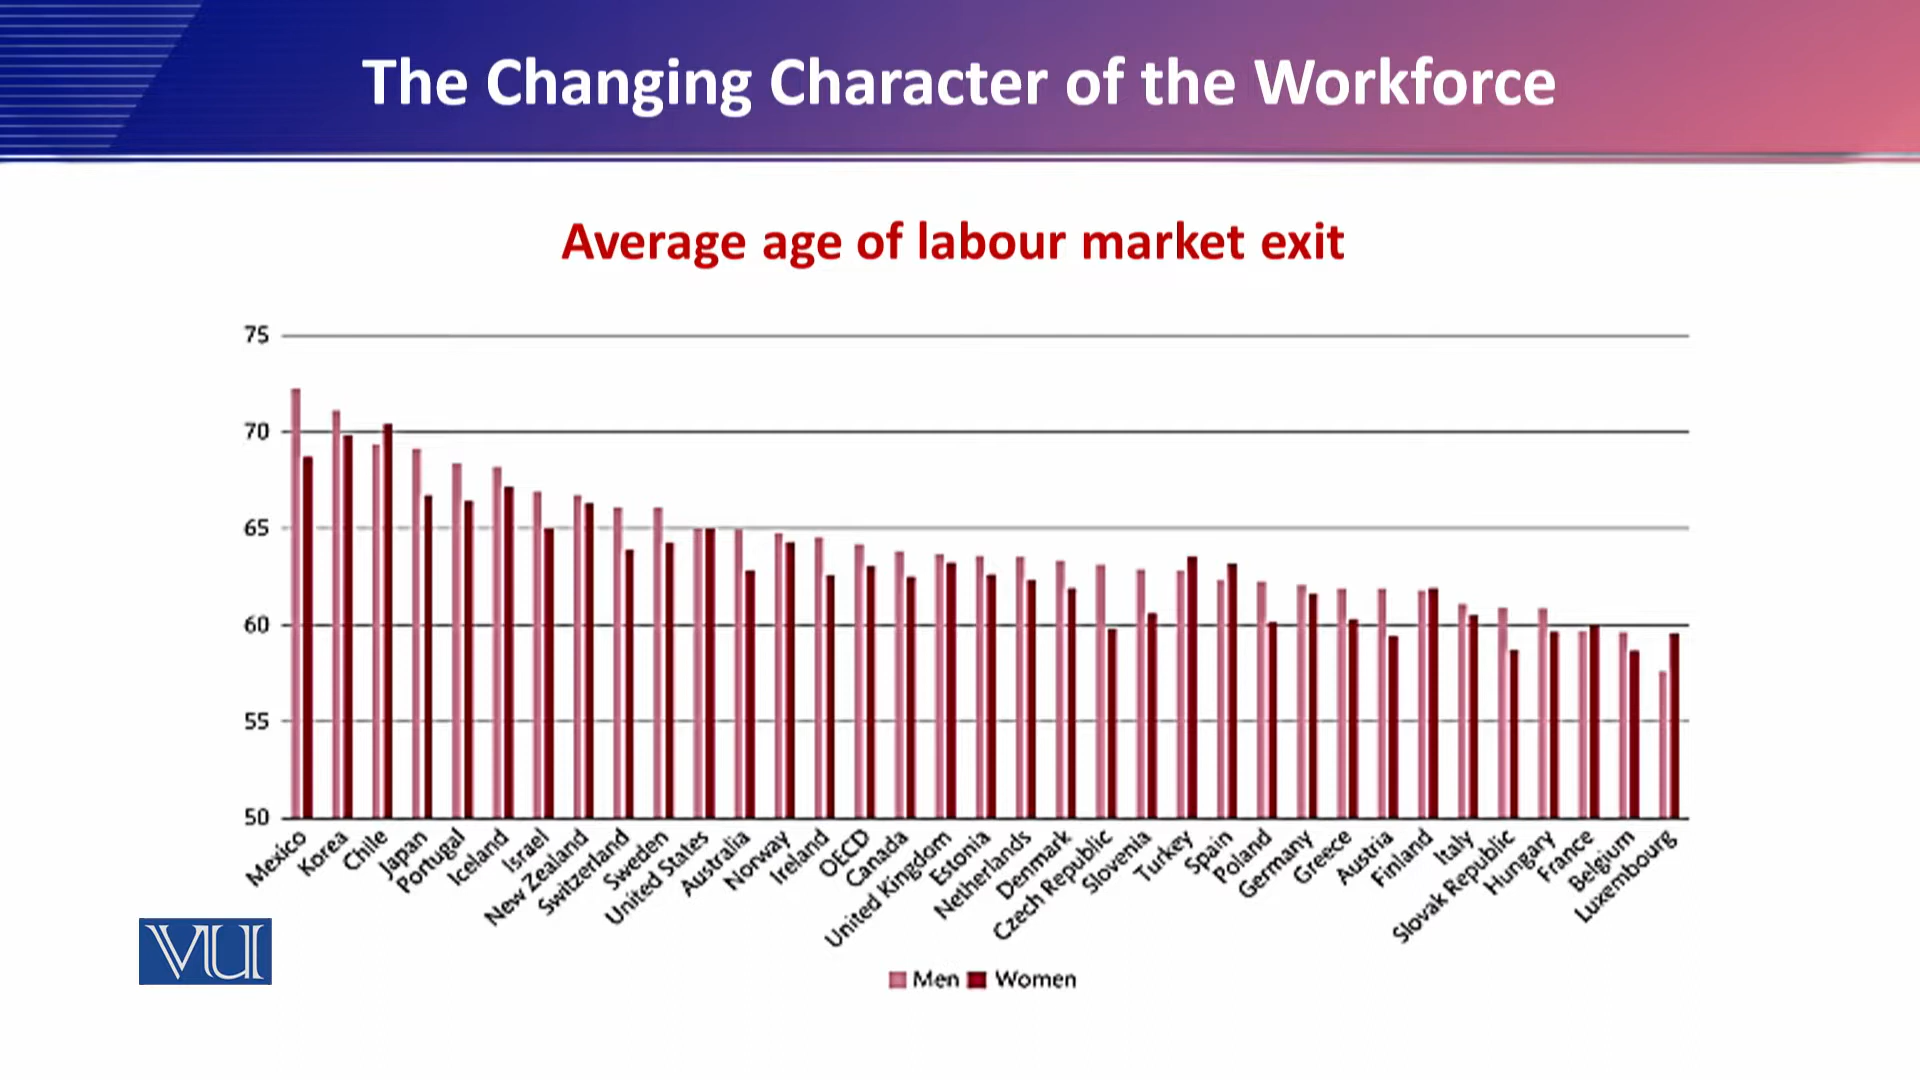 The Changing Character of the Workforce
Average age of labour market exit
75
70
65
60
55
50
Mexico
Korea
Chile
Japan
Portugal
Iceland
Israel
New Zealand
Switzerland
Sweden
United States
Australia
Norway
Ireland
OECD
Canada
United Kingdom
Estonia
Netherlands
Denmark
Czech Republic
Slovenia
Turkey
Spain
Poland
Germany
Greece
Austria
Finland
Italy
Slovak Republic
Hungary
France
Belgium
Luxembourg
VU
Men Women